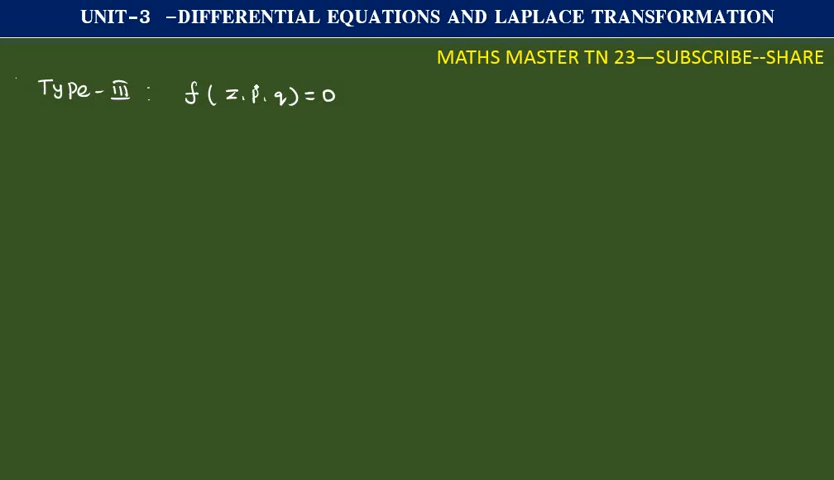 UNIT-3 –DIFFERENTIAL EQUATIONS AND LAPLACE TRANSFORMATION
MATHS MASTER TN 23—SUBSCRIBE--SHARE
Type-III : f(z, p, q) = 0